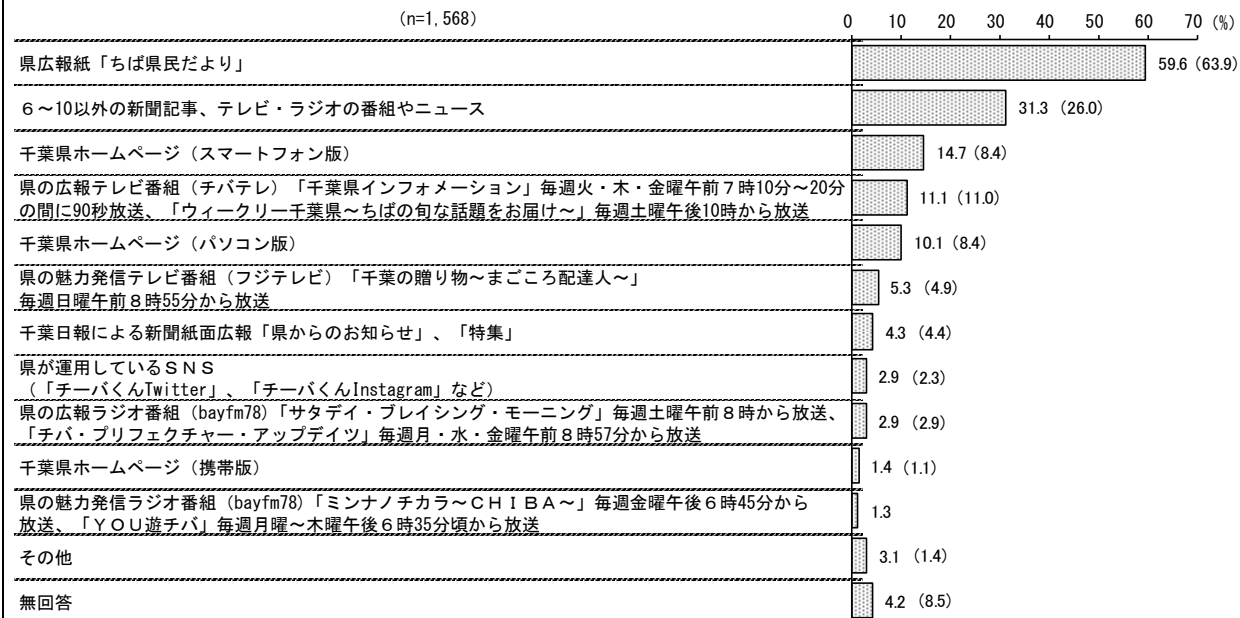 (n=1,568)
0 10 20 30 40 50 60 70 (%)
県広報紙「ちば県民だより」
59.6 (63.9)
６～10以外の新聞記事、テレビ・ラジオの番組やニュース
31.3 (26.0)
千葉県ホームページ（スマートフォン版）
14.7 (8.4)
県の広報テレビ番組（チバテレ）「千葉県インフォメーション」毎週火・木・金曜午前７時10分～20分
の間に90秒放送、「ウィークリー千葉県～ちばの旬な話題をお届け～」毎週土曜午後10時から放送
11.1 (11.0)
千葉県ホームページ（パソコン版）
10.1 (8.4)
県の魅力発信テレビ番組（フジテレビ）「千葉の贈り物～まごころ配達人～」
毎週日曜午前８時55分から放送
5.3 (4.9)
千葉日報による新聞紙面広報「県からのお知らせ」、「特集」
4.3 (4.4)
県が運用しているＳＮＳ
（「チーバくんTwitter」、「チーバくんInstagram」など）
2.9 (2.3)
県の広報ラジオ番組（bayfm78）「サタデイ・ブレイシング・モーニング」毎週土曜午前８時から放送、
「チバ・プリフェクチャー・アップデイツ」毎週月・水・金曜午前８時57分から放送
2.9 (2.9)
千葉県ホームページ（携帯版）
1.4 (1.1)
県の魅力発信ラジオ番組（bayfm78）「ミンナノチカラ～ＣＨＩＢＡ～」毎週金曜午後６時45分から
放送、「ＹＯＵ遊チバ」毎週月曜～木曜午後６時35分頃から放送
1.3
その他
3.1 (1.4)
無回答
4.2 (8.5)